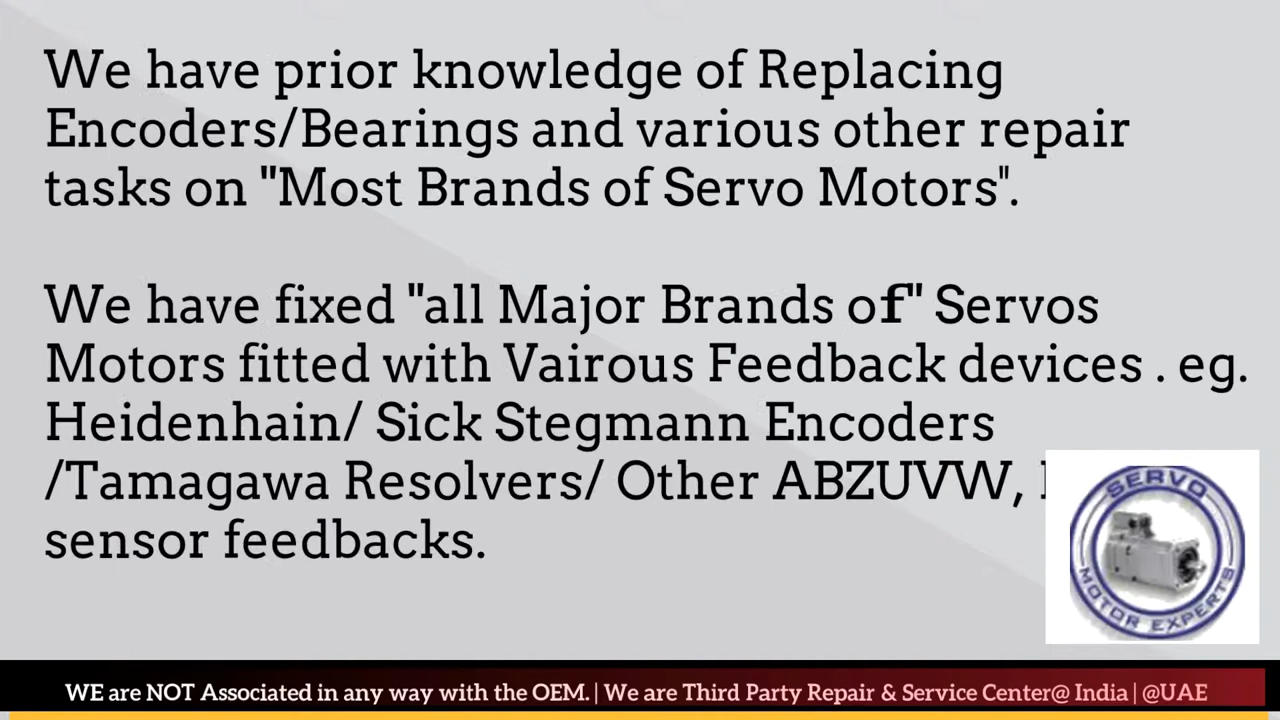 We have prior knowledge of Replacing
Encoders/Bearings and various other repair
tasks on "Most Brands of Servo Motors".
We have fixed "all Major Brands of" Servos
Motors fitted with Vairous Feedback devices . eg.
Heidenhain/ Sick Stegmann Encoders
/Tamagawa Resolvers/ Other ABZUVW,
sensor feedbacks.
SERVO
MOTOR EXPERTS
WE are NOT Associated in any way with the OEM. | We are Third Party Repair & Service Center@ India | @UAE